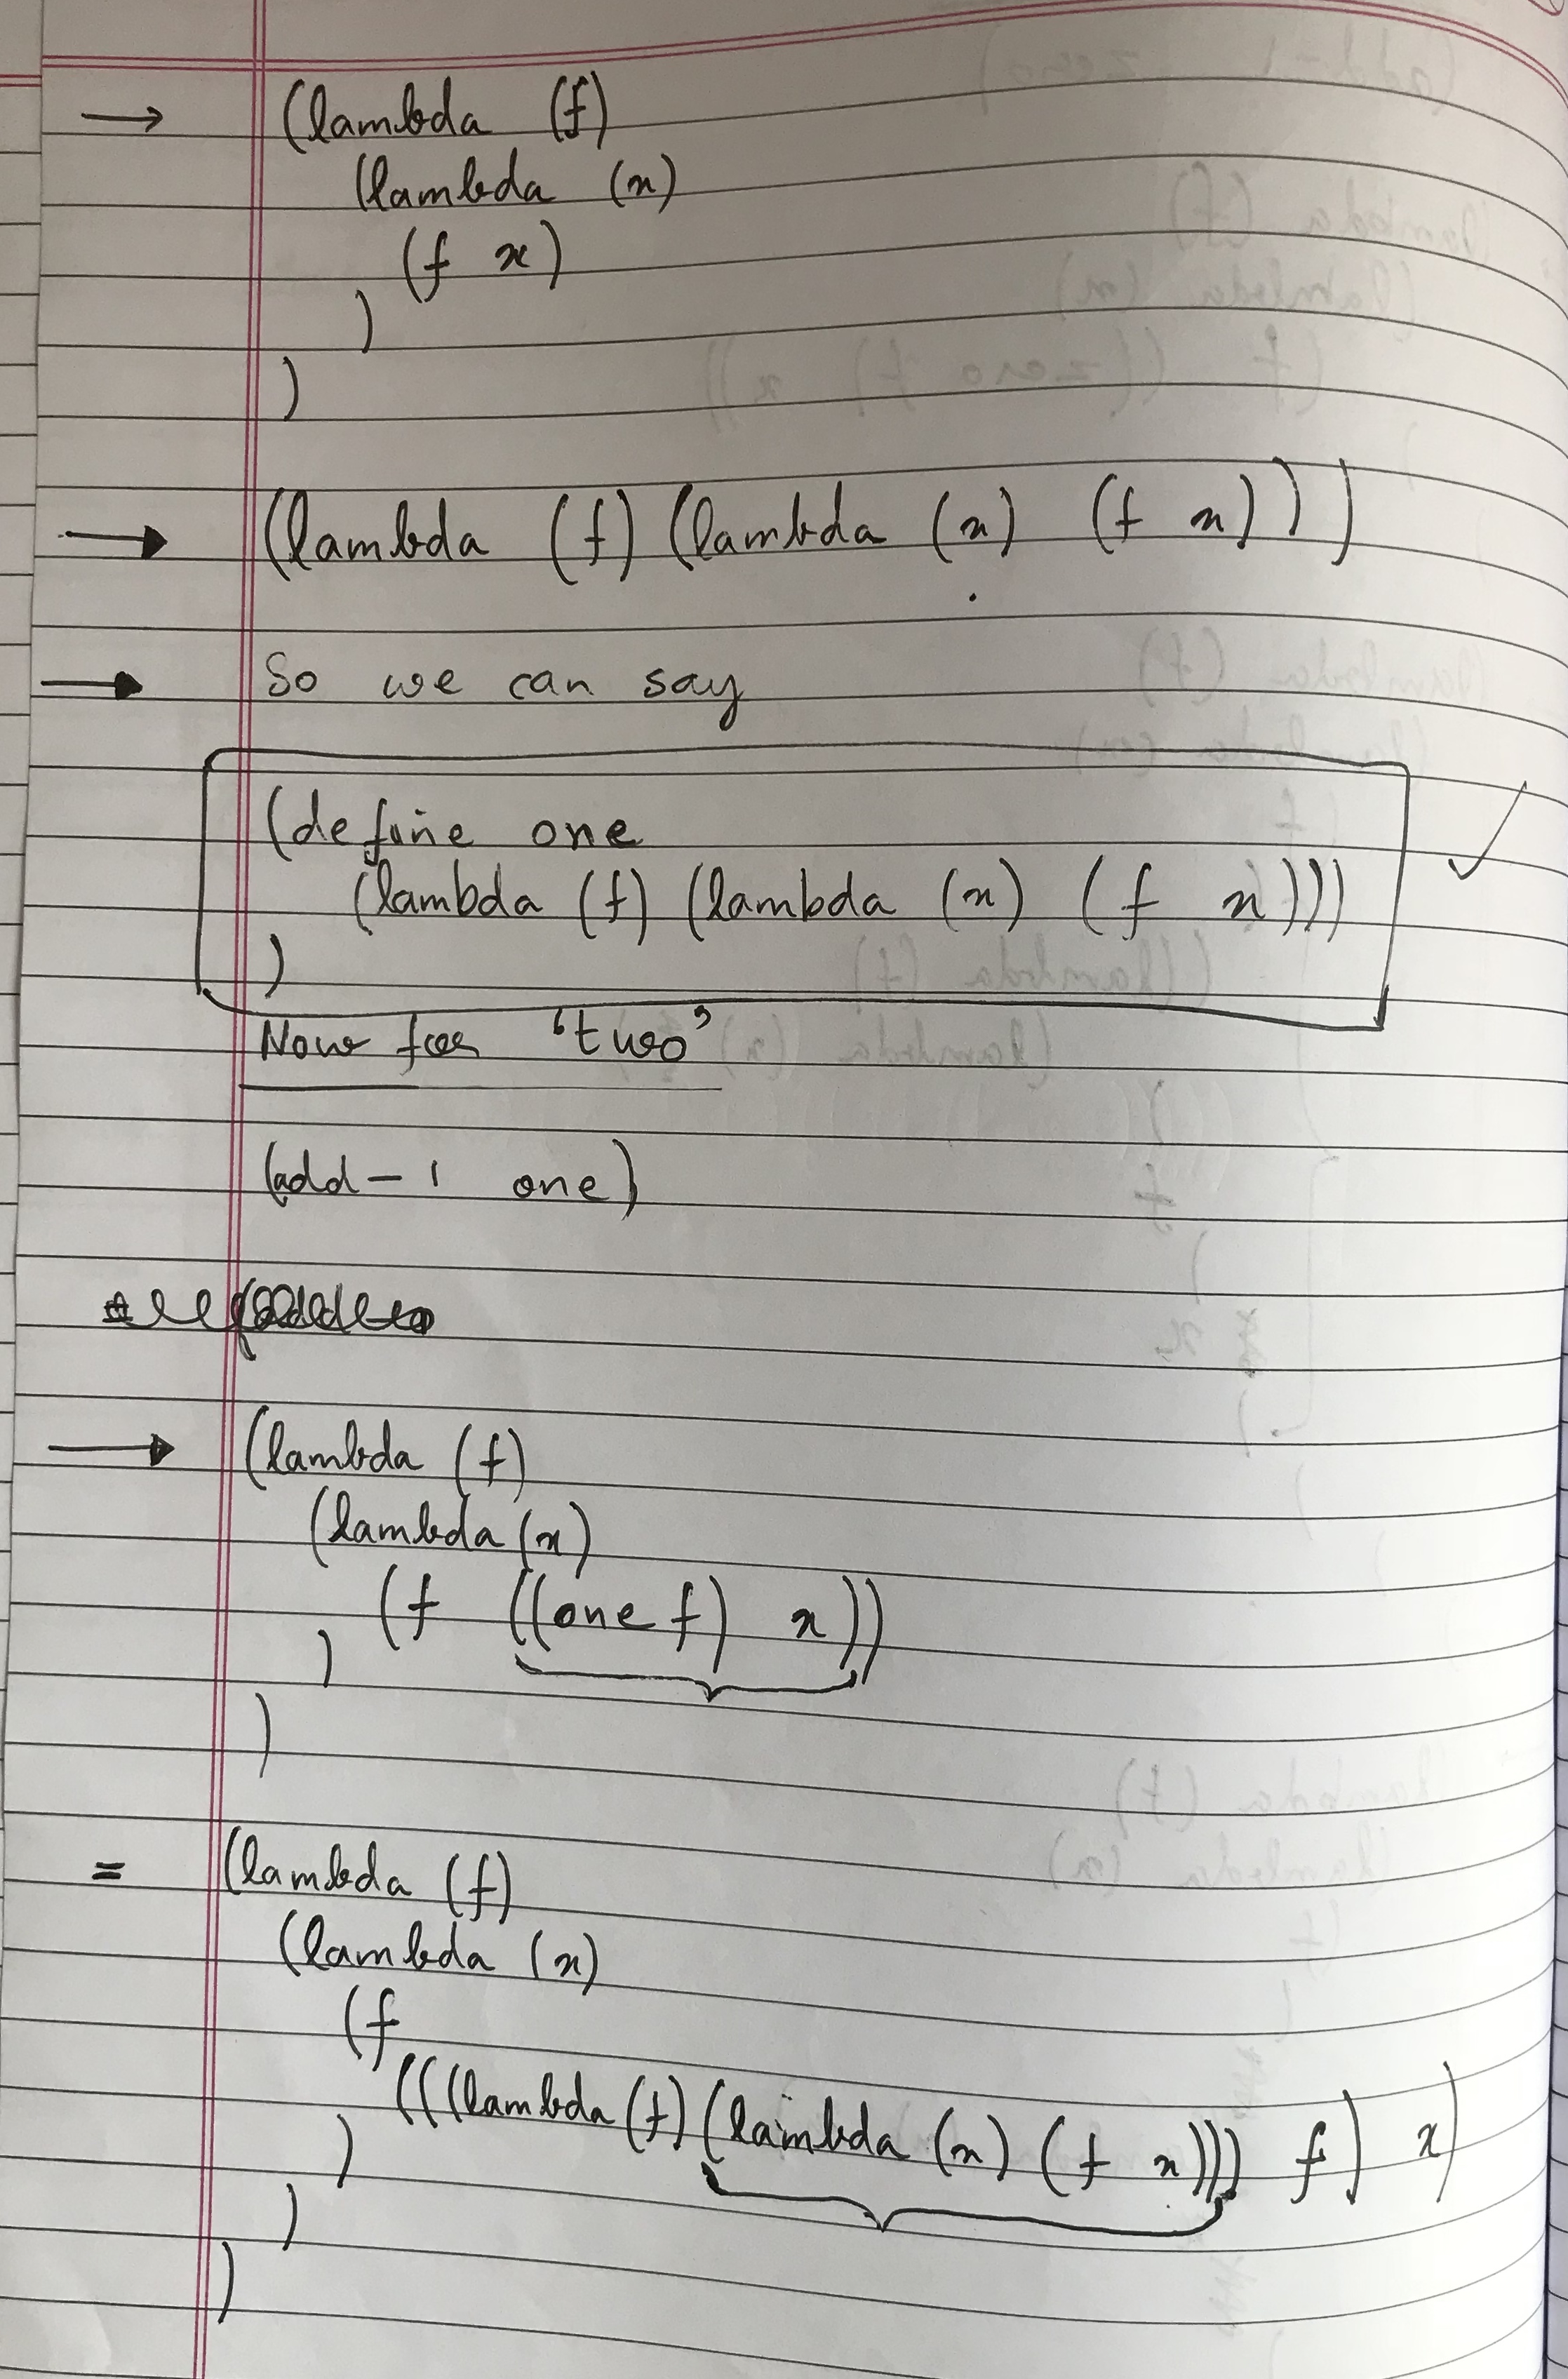 → (lambda (f)
(lambda (x)
(f x)
)
)
→ (lambda (f) (lambda (x) (f x)))
→ So we can say
(define one
(lambda (f) (lambda (x) (f x)))
) ✓
Now for 'two'
(add-1 one)
→ (lambda (f)
(lambda (x)
(f ((one f) x))
)
)
= (lambda (f)
(lambda (x)
(f
(((lambda (f) (lambda (x) (f x))) f) x)
)
)
)